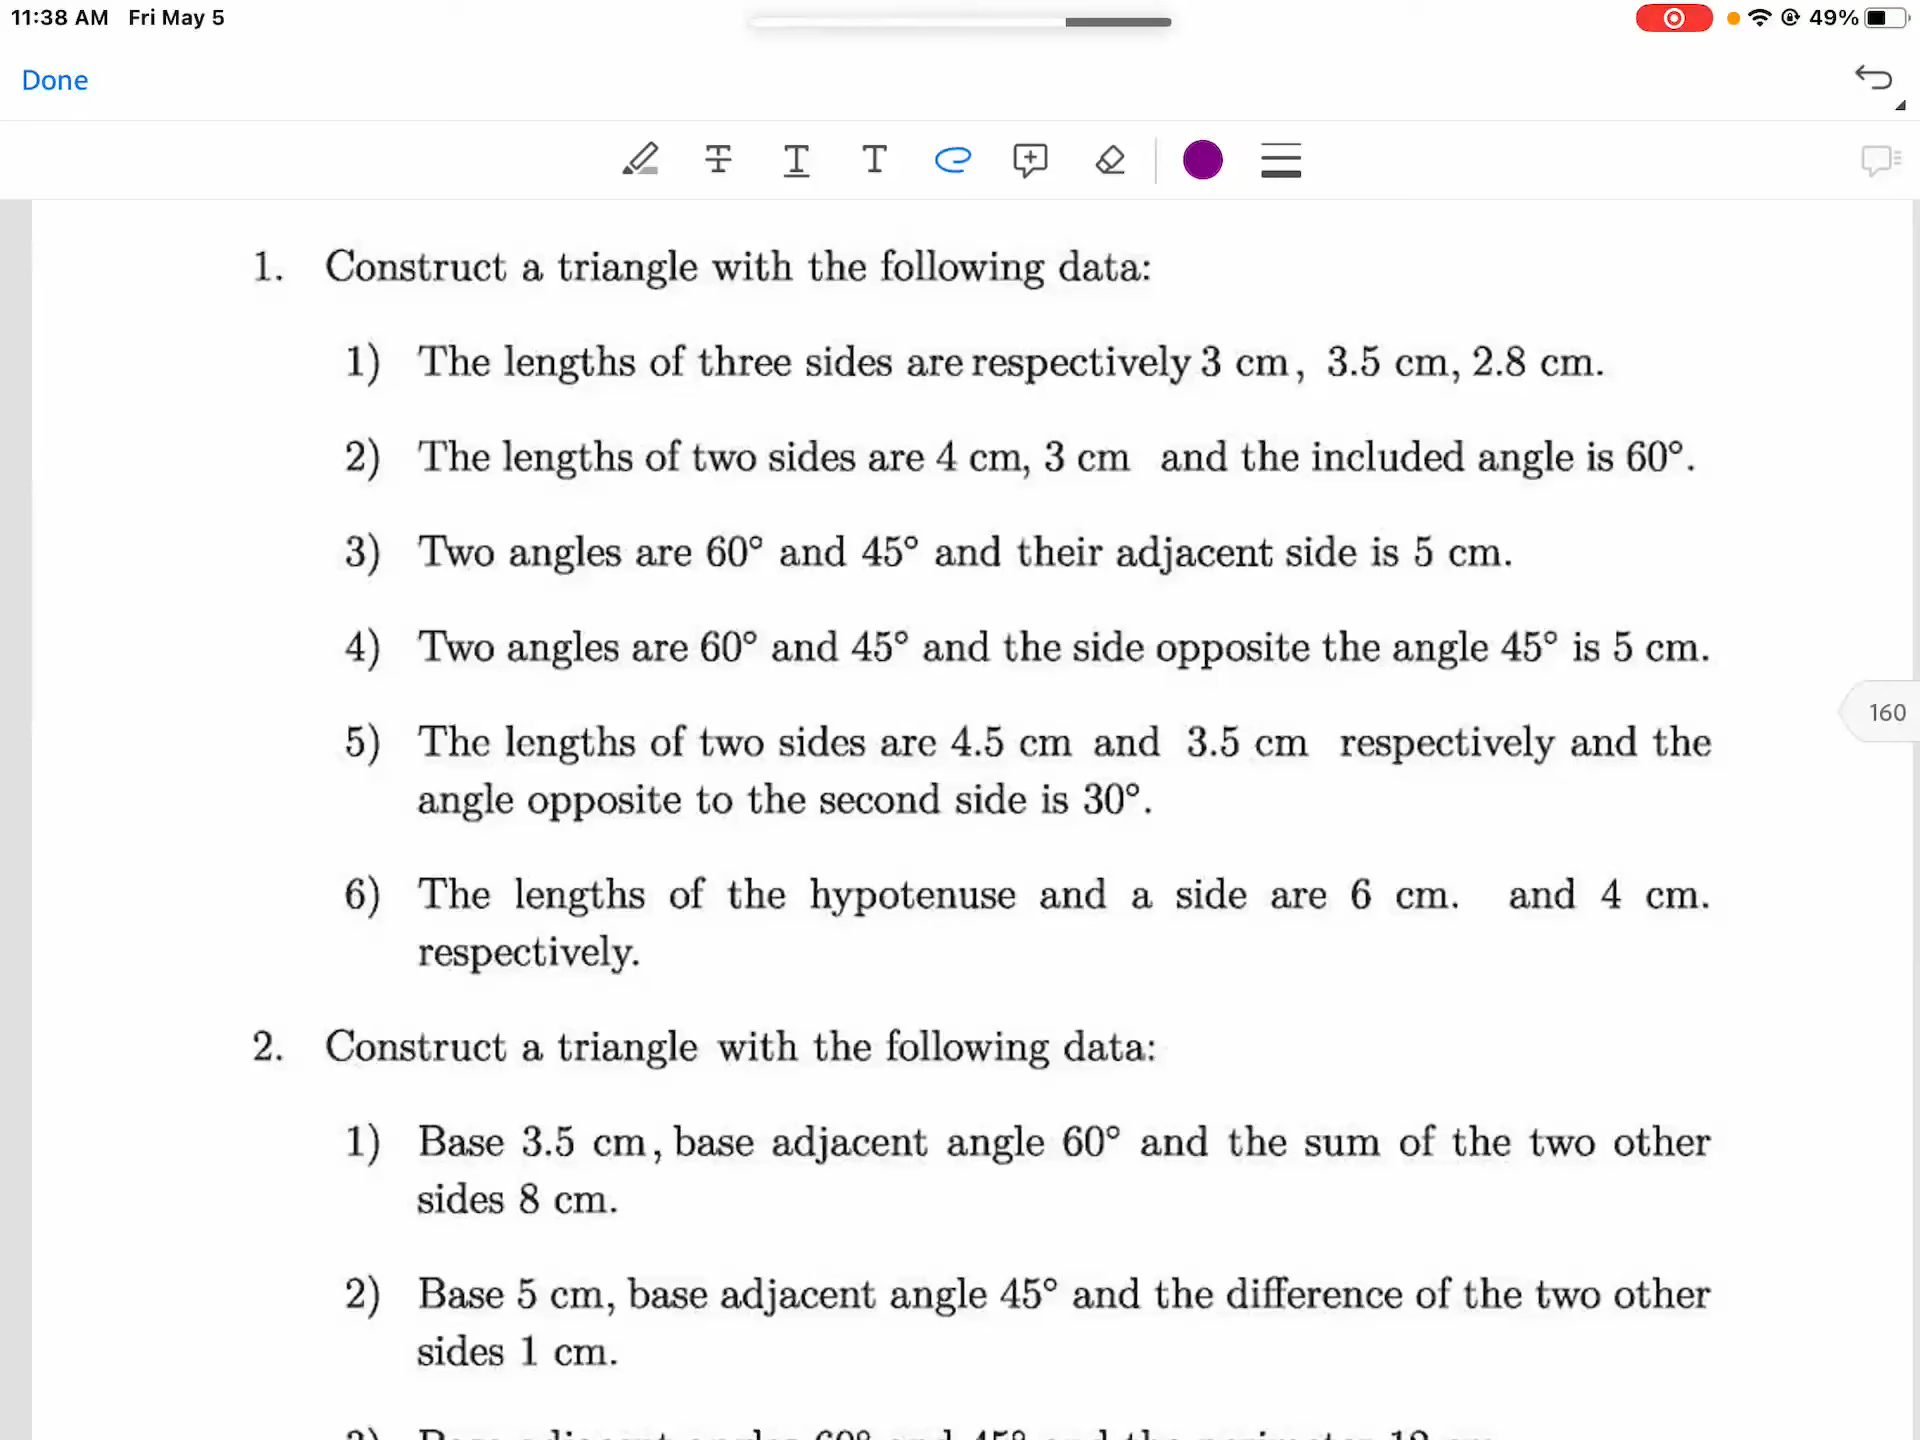 11:38 AM Fri May 5
49%
Done
1. Construct a triangle with the following data:
1) The lengths of three sides are respectively 3 cm, 3.5 cm, 2.8 cm.
2) The lengths of two sides are 4 cm, 3 cm and the included angle is 60°.
3) Two angles are 60° and 45° and their adjacent side is 5 cm.
4) Two angles are 60° and 45° and the side opposite the angle 45° is 5 cm.
160
5) The lengths of two sides are 4.5 cm and 3.5 cm respectively and the
angle opposite to the second side is 30°.
6) The lengths of the hypotenuse and a side are 6 cm. and 4 cm.
respectively.
2. Construct a triangle with the following data:
1) Base 3.5 cm, base adjacent angle 60° and the sum of the two other
sides 8 cm.
2) Base 5 cm, base adjacent angle 45° and the difference of the two other
sides 1 cm.